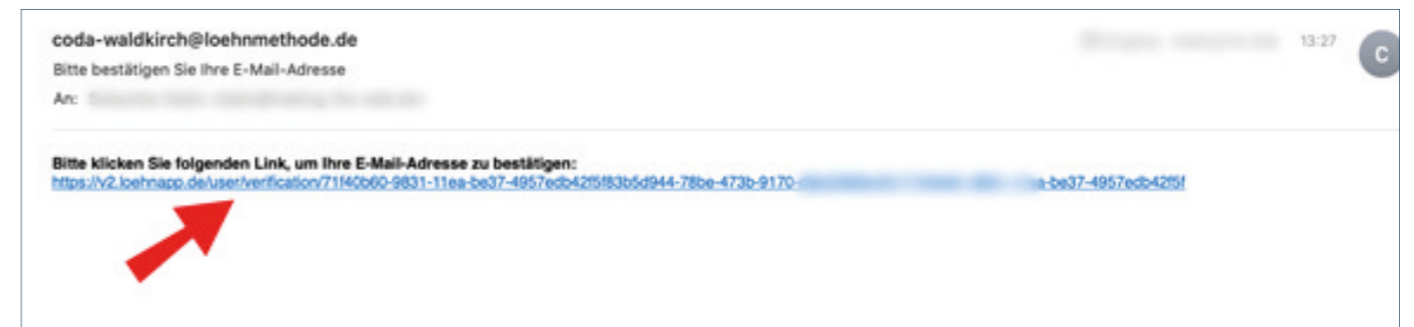 coda-waldkirch@loehnmethode.de
13:27
C
Bitte bestätigen Sie Ihre E-Mail-Adresse
An:
Bitte klicken Sie folgenden Link, um Ihre E-Mail-Adresse zu bestätigen:
https://v2.loehnapp.de/user/verification/71f40b60-9831-11ea-be37-4957edb42f5f83b5d944-78be-473b-9170- a-be37-4957edb42f5f